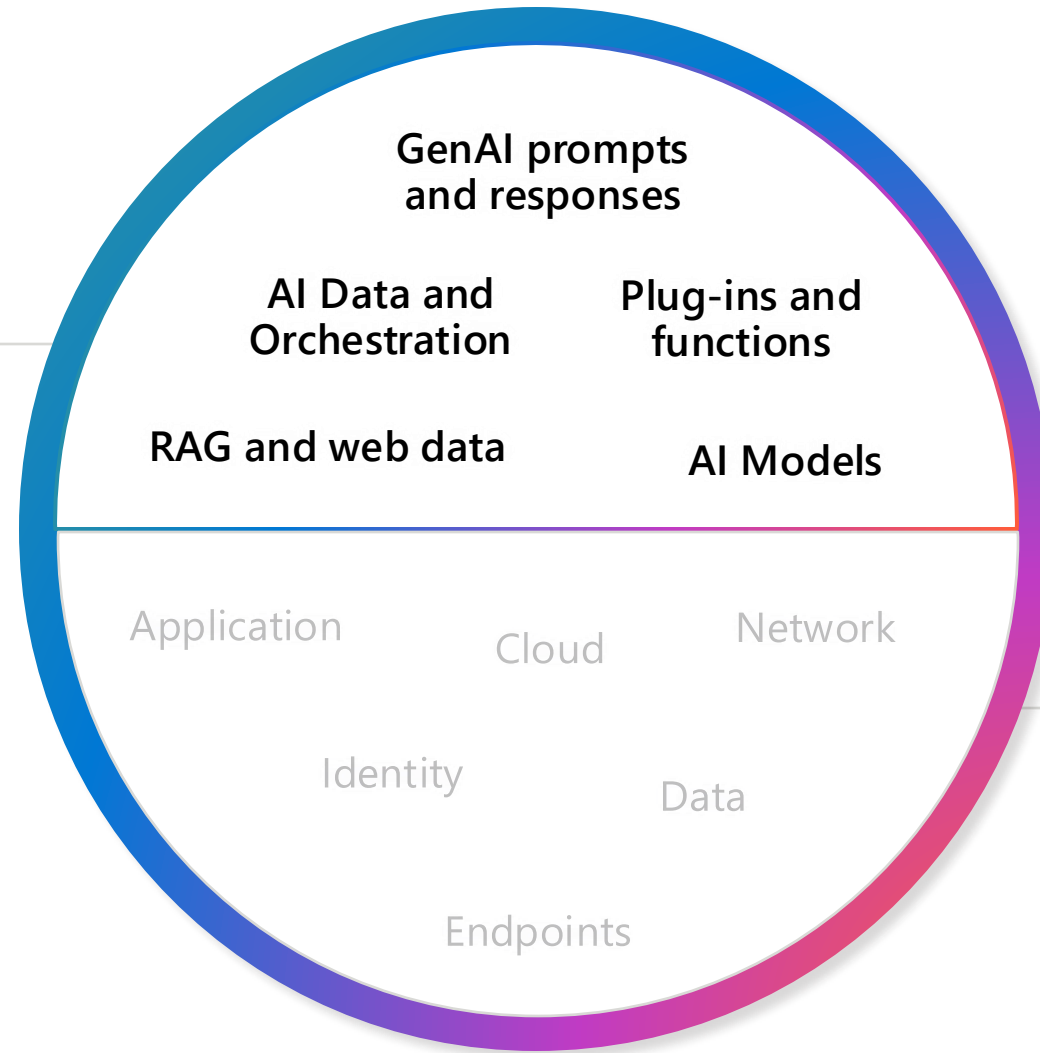 GenAI prompts
and responses
AI Data and
Orchestration
Plug-ins and
functions
RAG and web data
AI Models
Application
Cloud
Network
Identity
Data
Endpoints